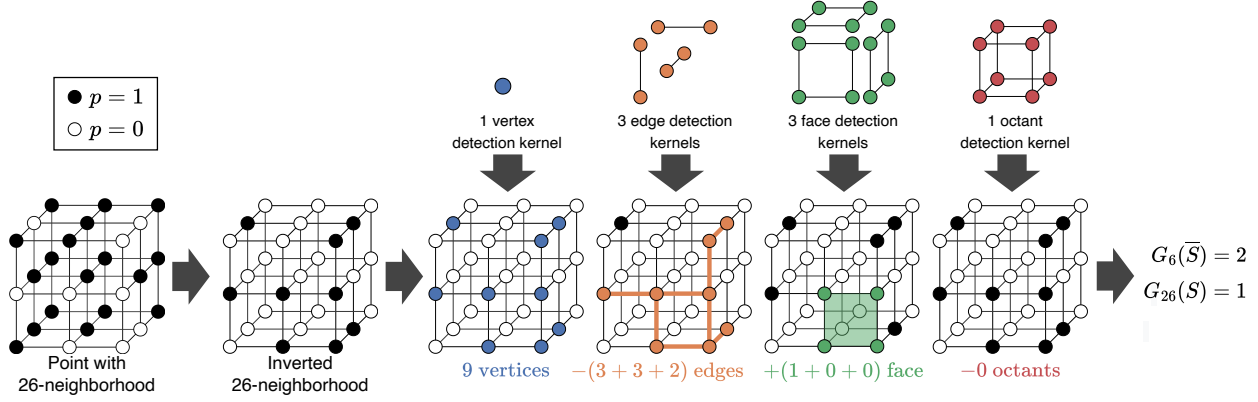 p = 1
p = 0
1 vertex
detection kernel
3 edge detection
kernels
3 face detection
kernels
1 octant
detection kernel
Point with
26-neighborhood
Inverted
26-neighborhood
9 vertices
−(3 + 3 + 2) edges
+(1 + 0 + 0) face
−0 octants
G₆(S̅) = 2
G₂₆(S) = 1